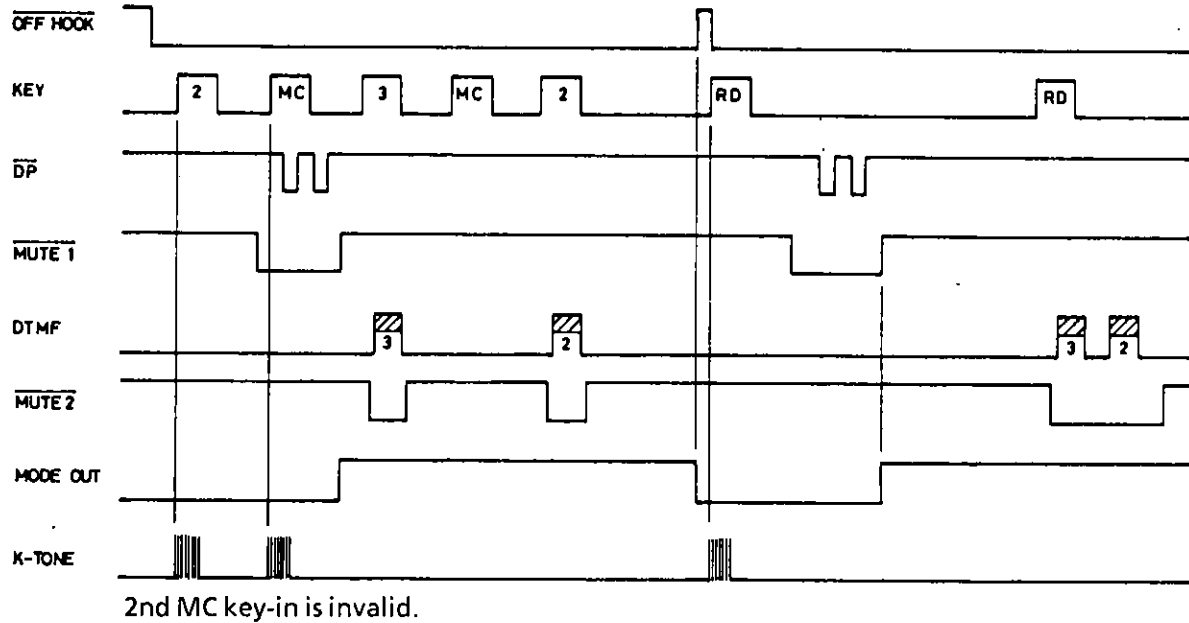 OFF HOOK
KEY 2 MC 3 MC 2 RD RD
DP
MUTE 1
DTMF 3 2 3 2
MUTE 2
MODE OUT
K-TONE
2nd MC key-in is invalid.